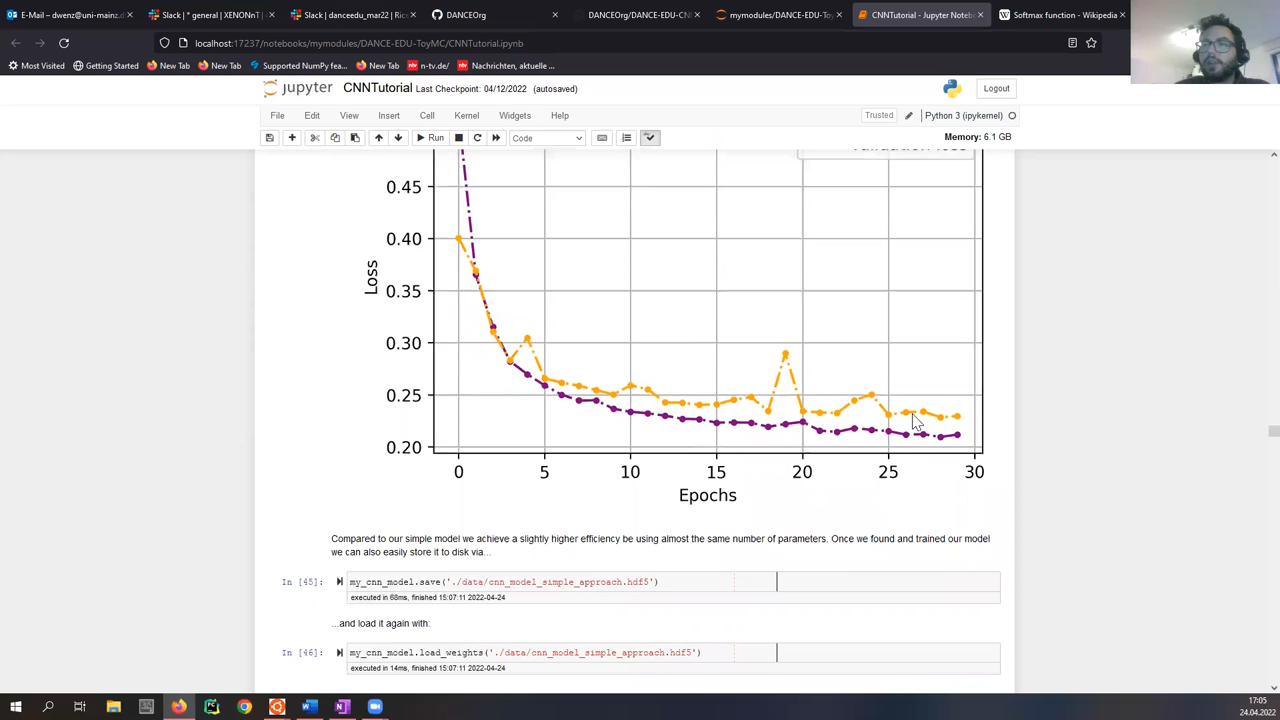 E-Mail – dwenz@uni-mainz.d
Slack | * general | XENONnT |
Slack | danceedu_mar22 | Ric
DANCEOrg
DANCEOrg/DANCE-EDU-CN
mymodules/DANCE-EDU-Toy
CNNTutorial - Jupyter Noteb
Softmax function - Wikipedia
localhost:17237/notebooks/mymodules/DANCE-EDU-ToyMC/CNNTutorial.ipynb
Most Visited
Getting Started
New Tab
New Tab
Supported NumPy feat...
New Tab
n-tv.de/
Nachrichten, aktuelle ...
jupyter CNNTutorial Last Checkpoint: 04/12/2022 (autosaved)
Logout
File Edit View Insert Cell Kernel Widgets Help
Trusted
Python 3 (ipykernel)
Run
Code
Memory: 6.1 GB
0.45
0.40
0.35
0.30
0.25
0.20
Loss
0 5 10 15 20 25 30
Epochs
Compared to our simple model we achieve a slightly higher efficiency be using almost the same number of parameters. Once we found and trained our model
we can also easily store it to disk via...
In [45]: my_cnn_model.save('./data/cnn_model_simple_approach.hdf5')
executed in 68ms, finished 15:07:11 2022-04-24
...and load it again with:
In [46]: my_cnn_model.load_weights('./data/cnn_model_simple_approach.hdf5')
executed in 14ms, finished 15:07:11 2022-04-24
17:05
24.04.2022